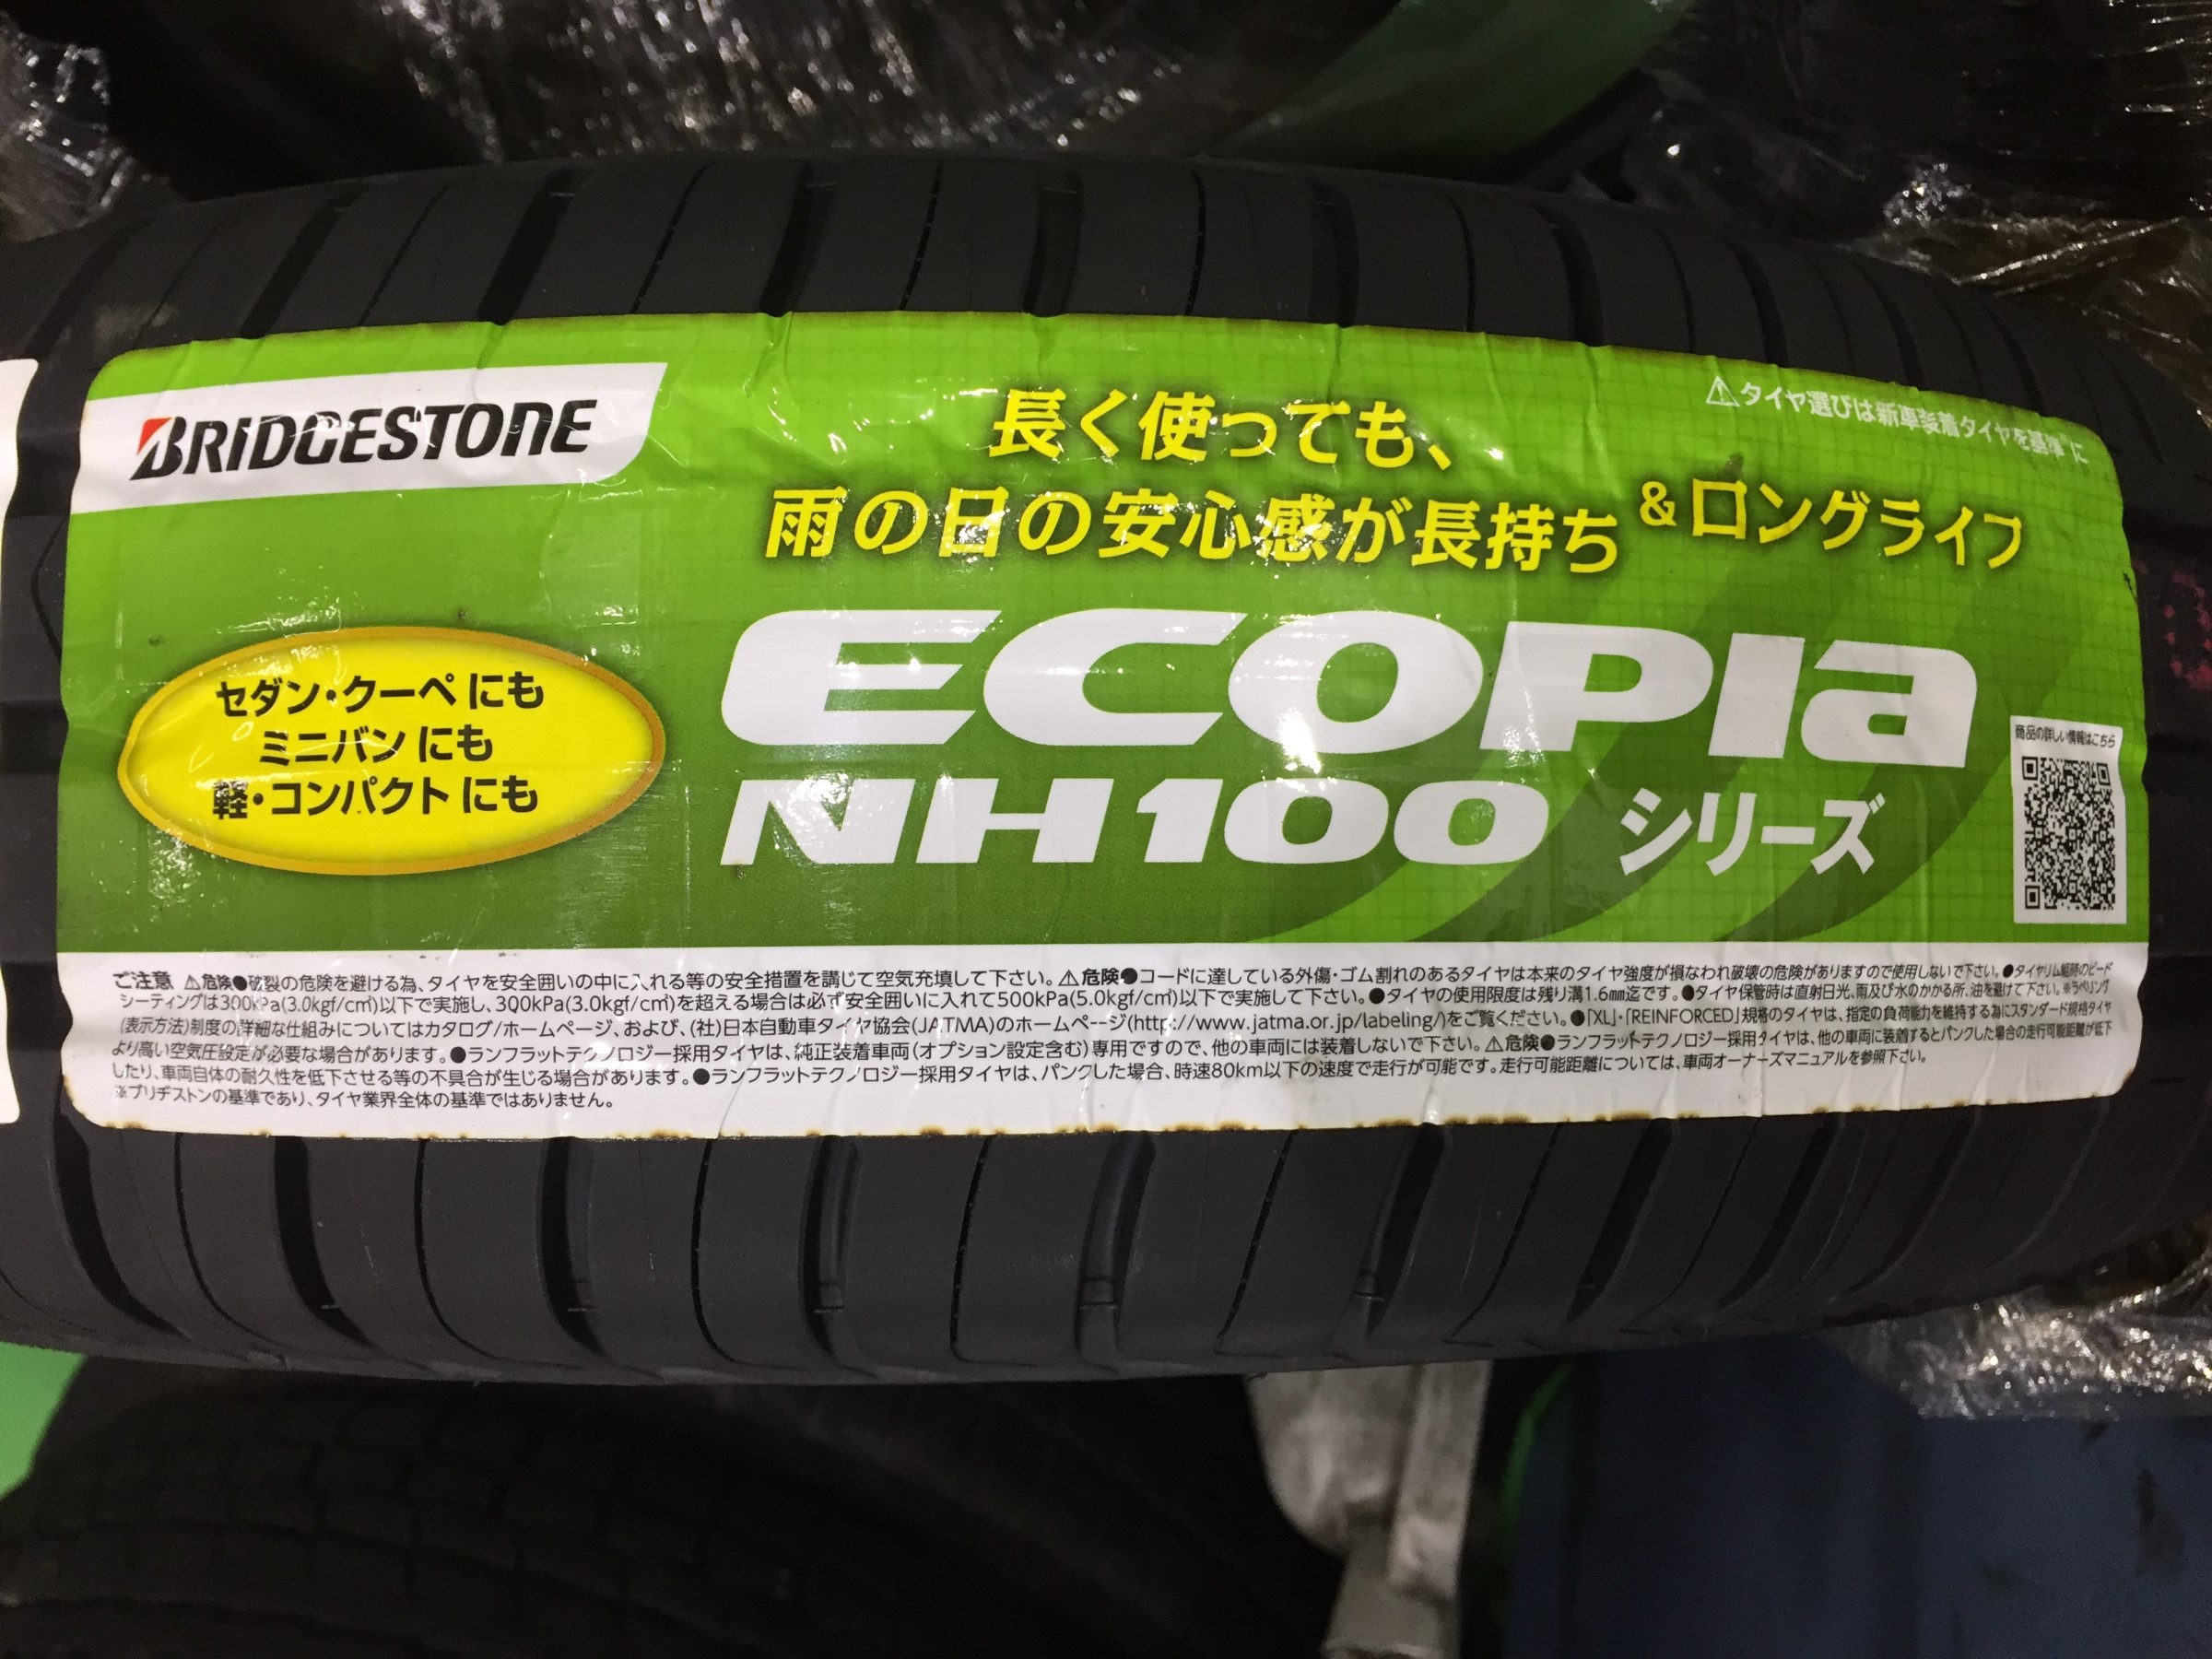 BRIDGESTONE
⚠タイヤ選びは新車装着タイヤを基準※に
長く使っても、
雨の日の安心感が長持ち &ロングライフ
セダン・クーペ にも
ミニバン にも
軽・コンパクト にも
ECOPIA
NH100 シリーズ
商品の詳しい情報はこちら
ご注意 ⚠危険●破裂の危険を避ける為、タイヤを安全囲いの中に入れる等の安全措置を講じて空気充填して下さい。⚠危険●コードに達している外傷・ゴム割れのあるタイヤは本来のタイヤ強度が損なわれ破壊の危険がありますので使用しないで下さい。●タイヤリム組時のビード
シーティングは300kPa(3.0kgf/c㎡)以下で実施し、300kPa(3.0kgf/c㎡)を超える場合は必ず安全囲いに入れて500kPa(5.0kgf/c㎡)以下で実施して下さい。●タイヤの使用限度は残り溝1.6mm迄です。●タイヤ保管時は直射日光、雨及び水のかかる所、油を避けて下さい。※ラベリング
(表示方法)制度の詳細な仕組みについてはカタログ/ホームページ、および、(社)日本自動車タイヤ協会(JATMA)のホームページ(http://www.jatma.or.jp/labeling/)をご覧ください。●「XL」・「REINFORCED」規格のタイヤは、指定の負荷能力を維持する為にスタンダード規格タイヤ
より高い空気圧設定が必要な場合があります。●ランフラットテクノロジー採用タイヤは、純正装着車両(オプション設定含む)専用ですので、他の車両には装着しないで下さい。⚠危険●ランフラットテクノロジー採用タイヤは、他の車両に装着するとパンクした場合の走行可能距離が低下
したり、車両自体の耐久性を低下させる等の不具合が生じる場合があります。●ランフラットテクノロジー採用タイヤは、パンクした場合、時速80km以下の速度で走行が可能です。走行可能距離については、車両オーナーズマニュアルを参照下さい。
※ブリヂストンの基準であり、タイヤ業界全体の基準ではありません。